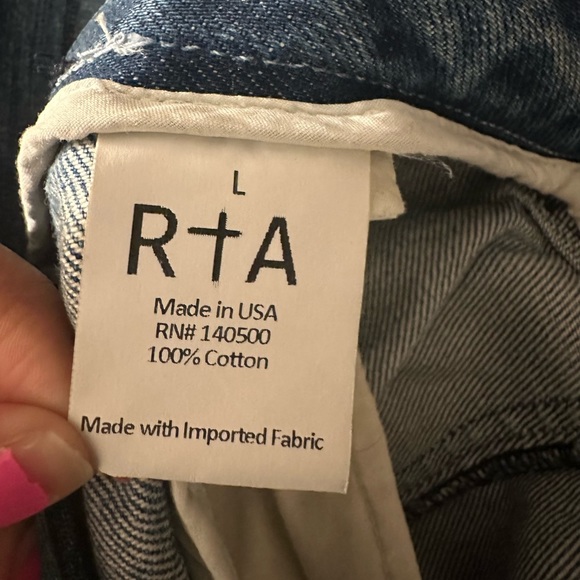 L
R†A
Made in USA
RN# 140500
100% Cotton
Made with Imported Fabric